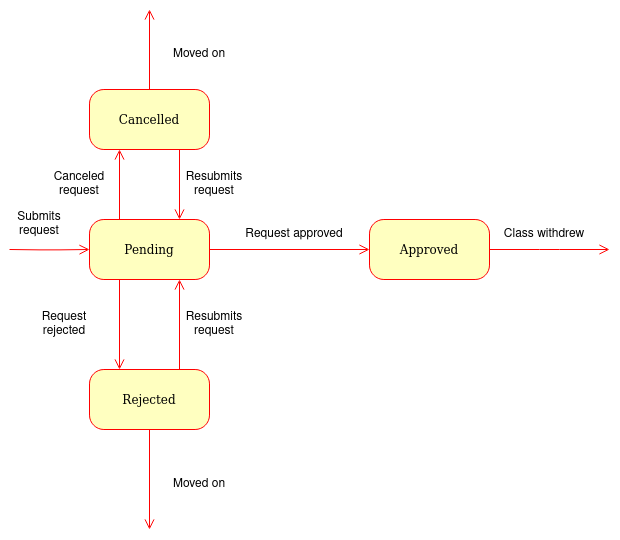 Moved on
Cancelled
Canceled
request
Resubmits
request
Submits
request
Pending
Request approved
Approved
Class withdrew
Request
rejected
Resubmits
request
Rejected
Moved on